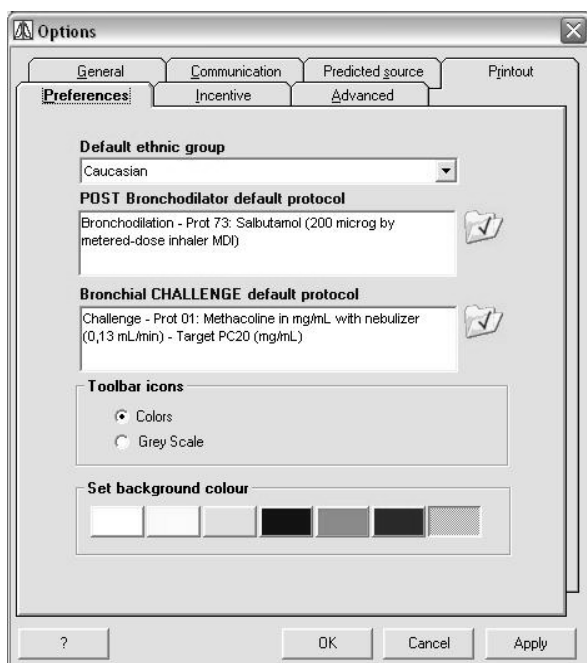 Options
General
Communication
Predicted source
Printout
Preferences
Incentive
Advanced
Default ethnic group
Caucasian
POST Bronchodilator default protocol
Bronchodilation - Prot 73: Salbutamol (200 microg by
metered-dose inhaler MDI)
Bronchial CHALLENGE default protocol
Challenge - Prot 01: Methacoline in mg/mL with nebulizer
(0,13 mL/min) - Target PC20 (mg/mL)
Toolbar icons
Colors
Grey Scale
Set background colour
?
OK
Cancel
Apply